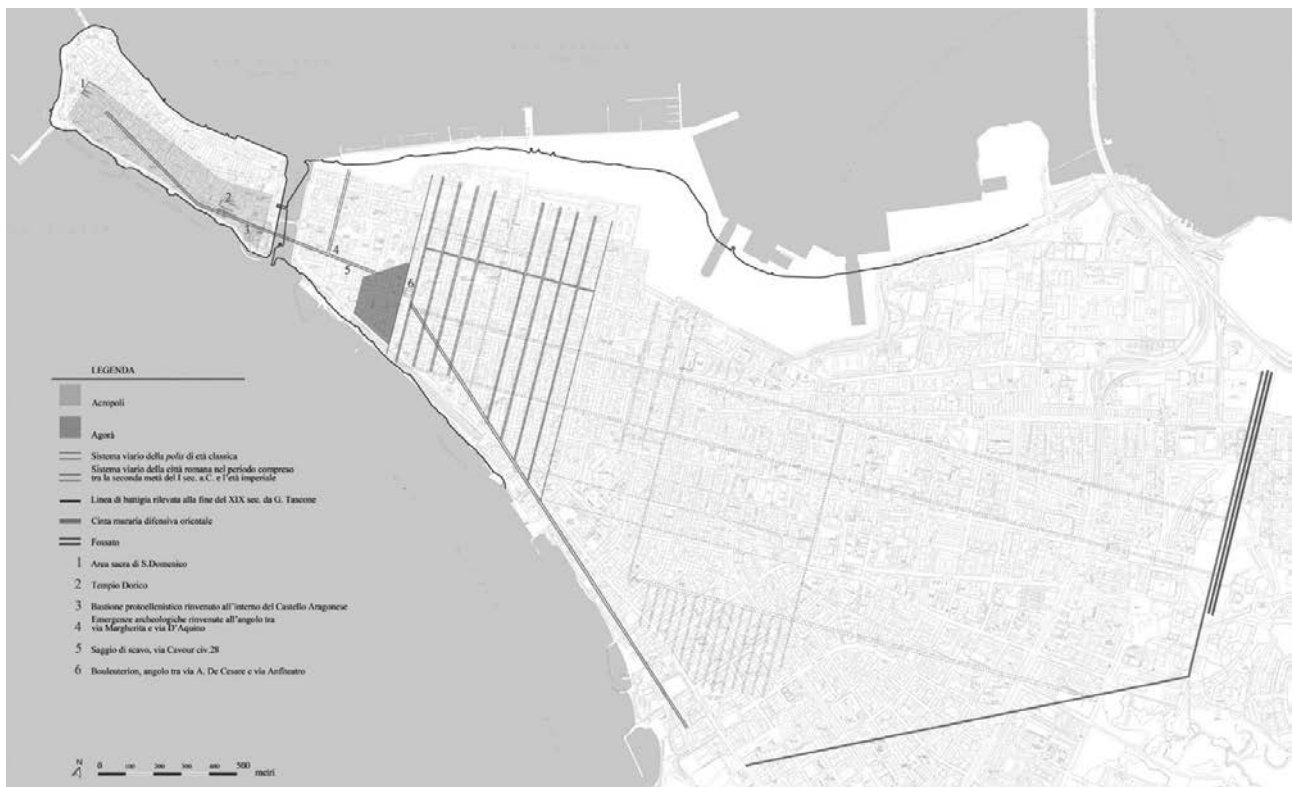 1
2
3
4
5
6
LEGENDA
Acropoli
Agorà
Sistema viario della polis di età classica
Sistema viario della città romana nel periodo compreso
tra la seconda metà del I sec. a.C. e l'età imperiale
Linea di battigia rilevata alla fine del XIX sec. da G. Tascone
Cinta muraria difensiva orientale
Fossato
1 Area sacra di S.Domenico
2 Tempio Dorico
3 Bastione protoellenistico rinvenuto all'interno del Castello Aragonese
4 Emergenze archeologiche rinvenute all'angolo tra
via Margherita e via D'Aquino
5 Saggio di scavo, via Cavour civ.28
6 Bouleuterion, angolo tra via A. De Cesare e via Anfiteatro
N
0 100 200 300 400 500
metri